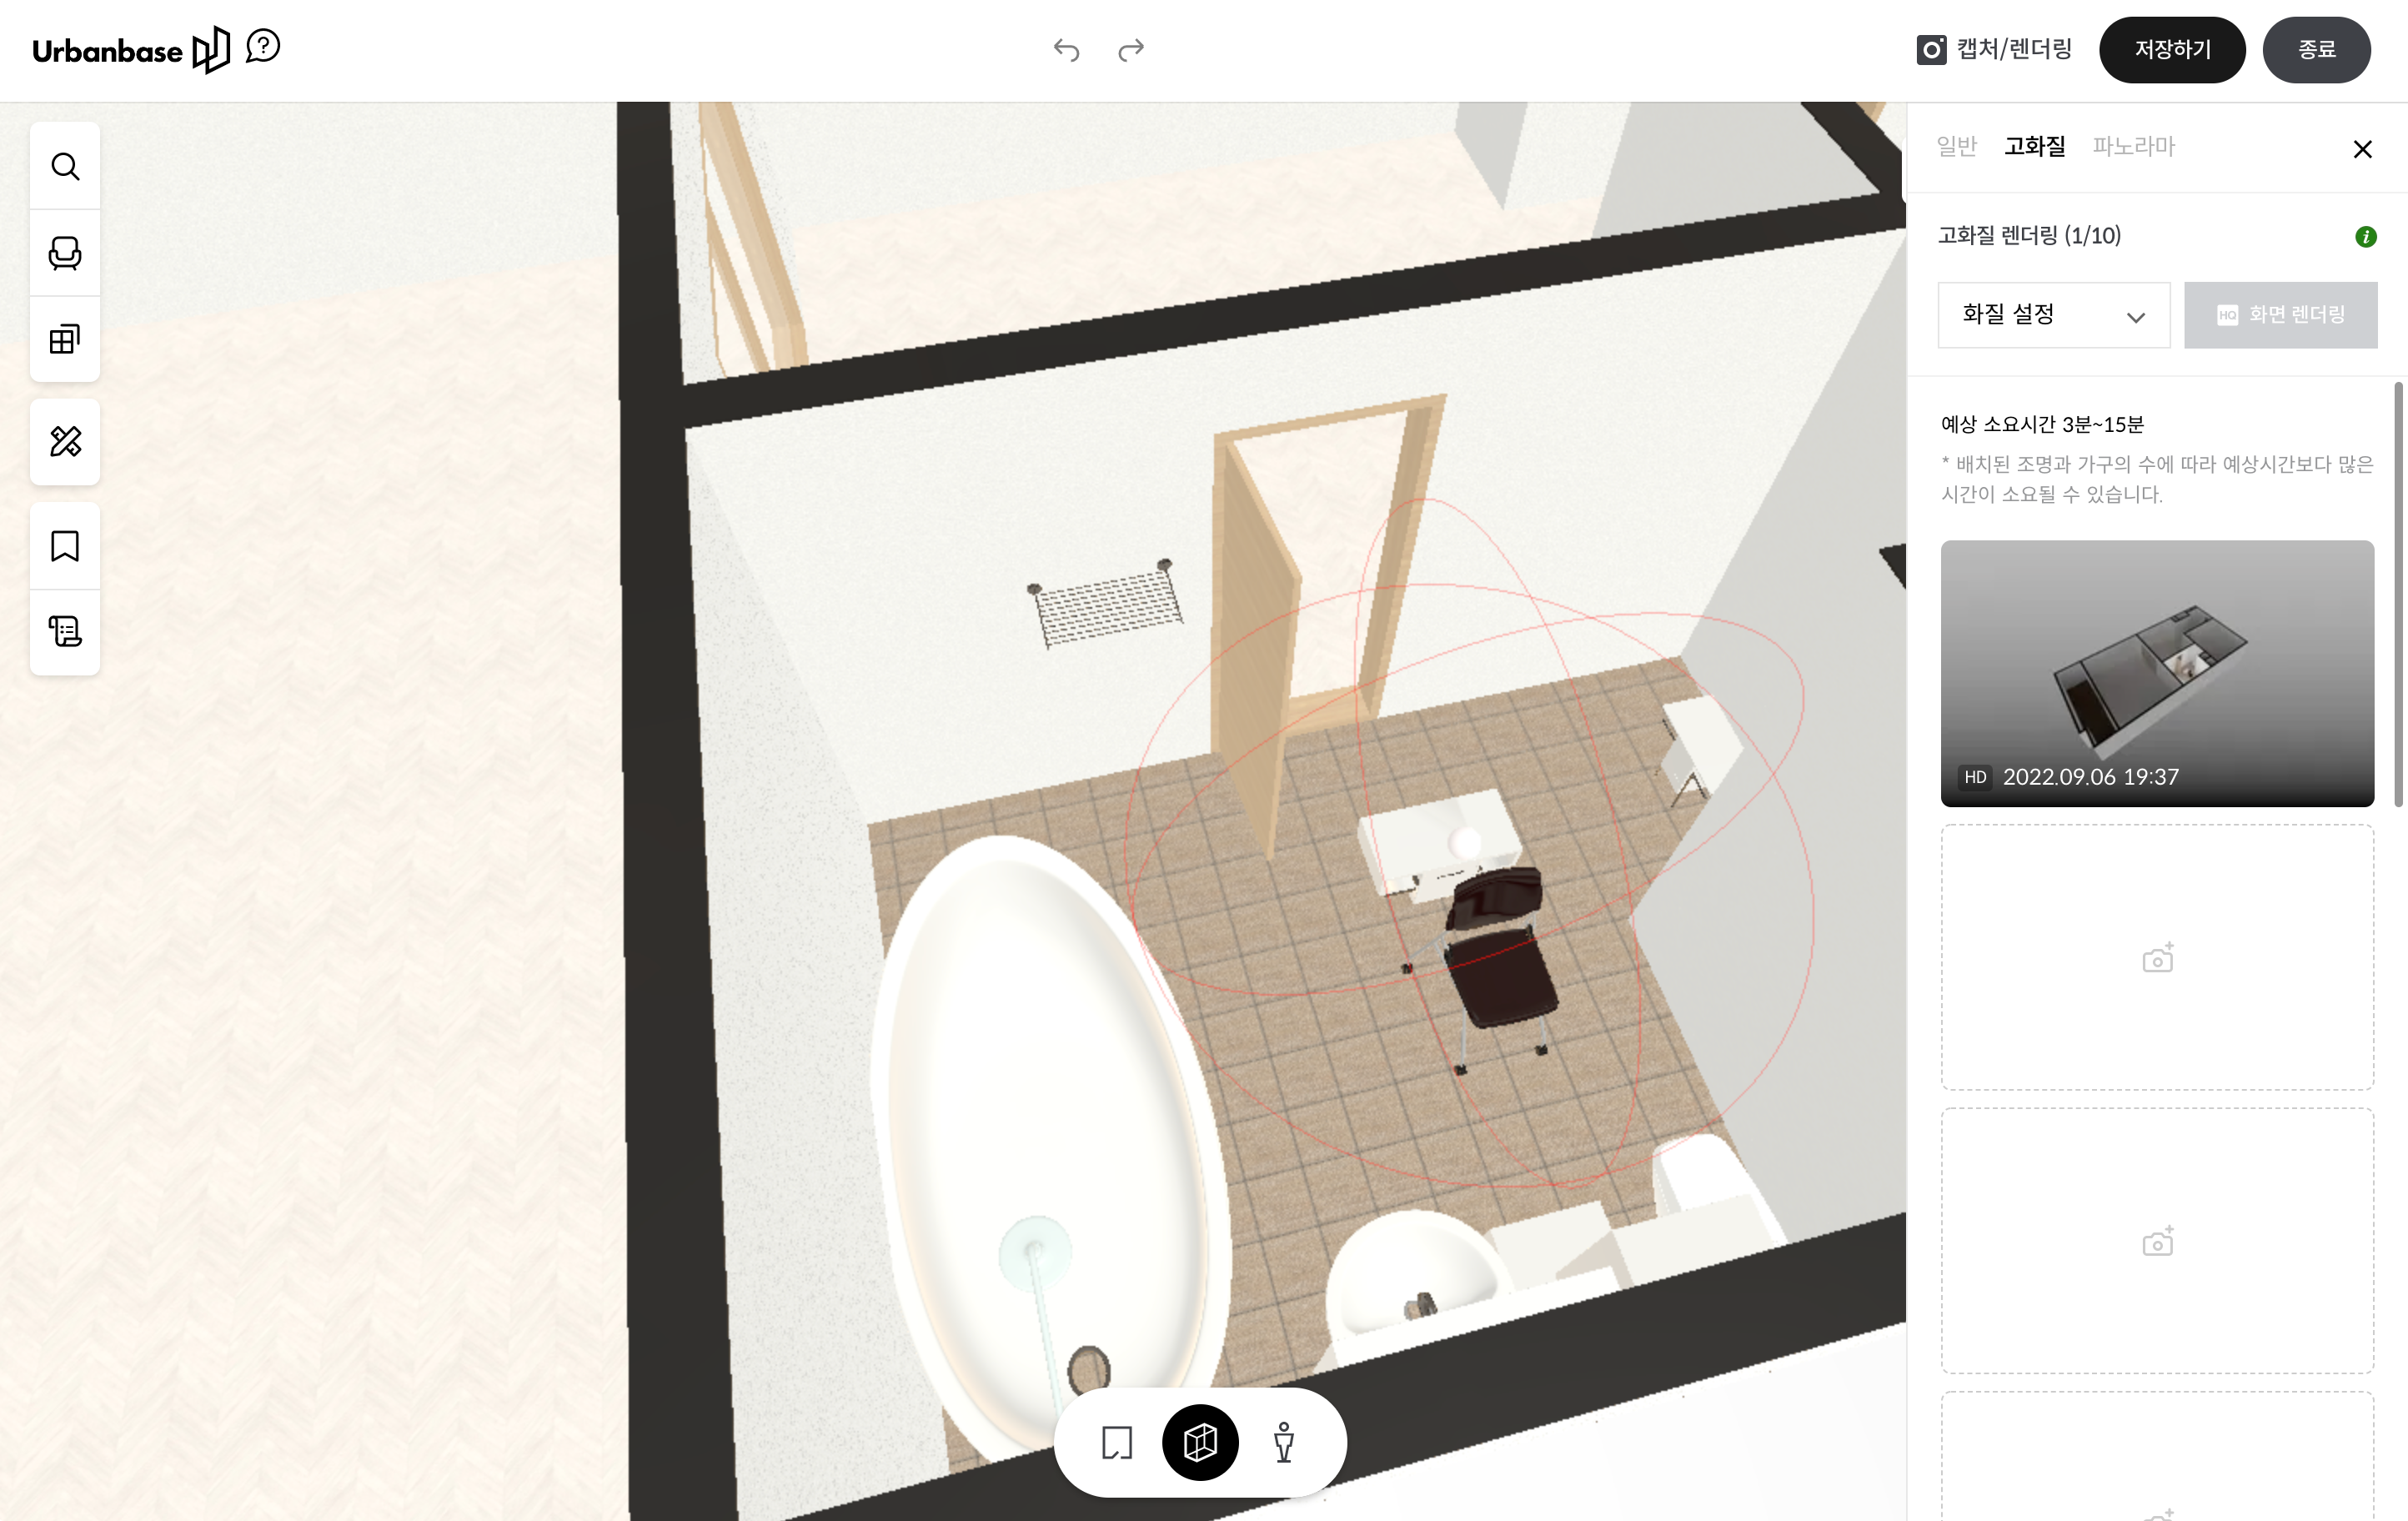 Urbanbase
캡처/렌더링
저장하기
종료
일반 고화질 파노라마
고화질 렌더링 (1/10)
화질 설정
HQ 화면 렌더링
예상 소요시간 3분~15분
* 배치된 조명과 가구의 수에 따라 예상시간보다 많은
시간이 소요될 수 있습니다.
HD 2022.09.06 19:37